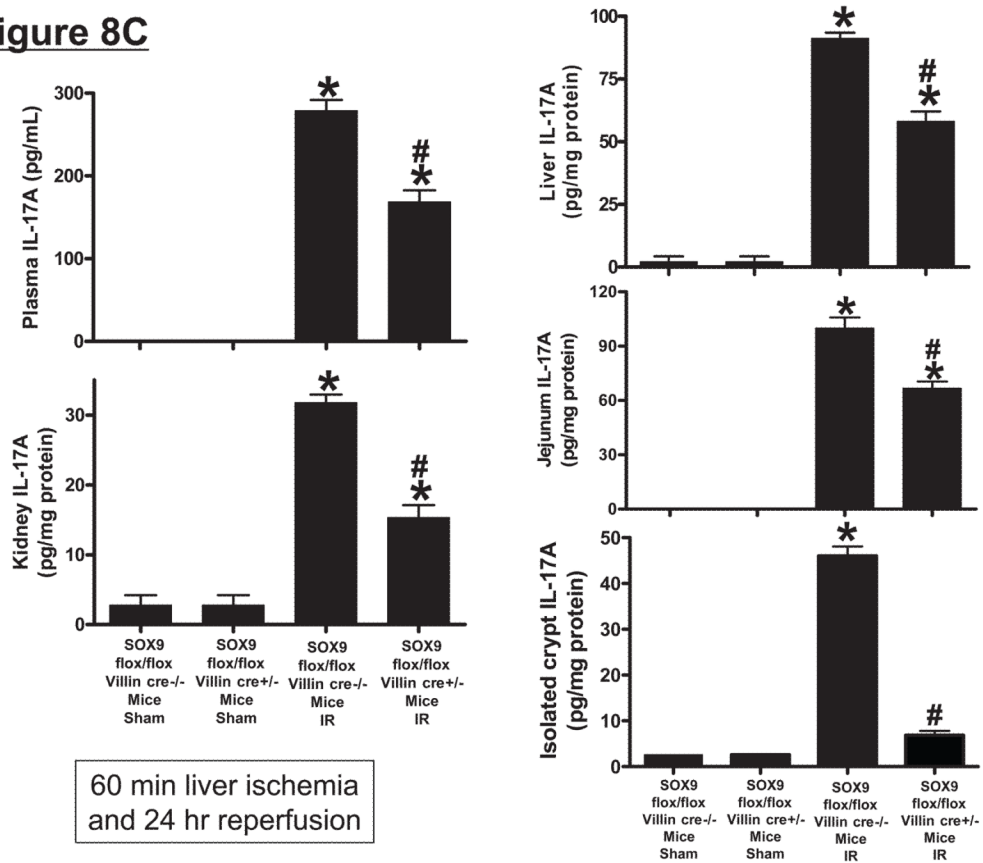 igure 8C
Plasma IL-17A (pg/mL)
300
200
100
0
*
#
*
Kidney IL-17A
(pg/mg protein)
30
20
10
0
*
#
*
SOX9
flox/flox
Villin cre-/-
Mice
Sham
SOX9
flox/flox
Villin cre+/-
Mice
Sham
SOX9
flox/flox
Villin cre-/-
Mice
IR
SOX9
flox/flox
Villin cre+/-
Mice
IR
60 min liver ischemia
and 24 hr reperfusion
Liver IL-17A
(pg/mg protein)
100
75
50
25
0
*
#
*
Jejunum IL-17A
(pg/mg protein)
120
90
60
30
0
*
#
*
Isolated crypt IL-17A
(pg/mg protein)
50
40
30
20
10
0
*
#
SOX9
flox/flox
Villin cre-/-
Mice
Sham
SOX9
flox/flox
Villin cre+/-
Mice
Sham
SOX9
flox/flox
Villin cre-/-
Mice
IR
SOX9
flox/flox
Villin cre+/-
Mice
IR